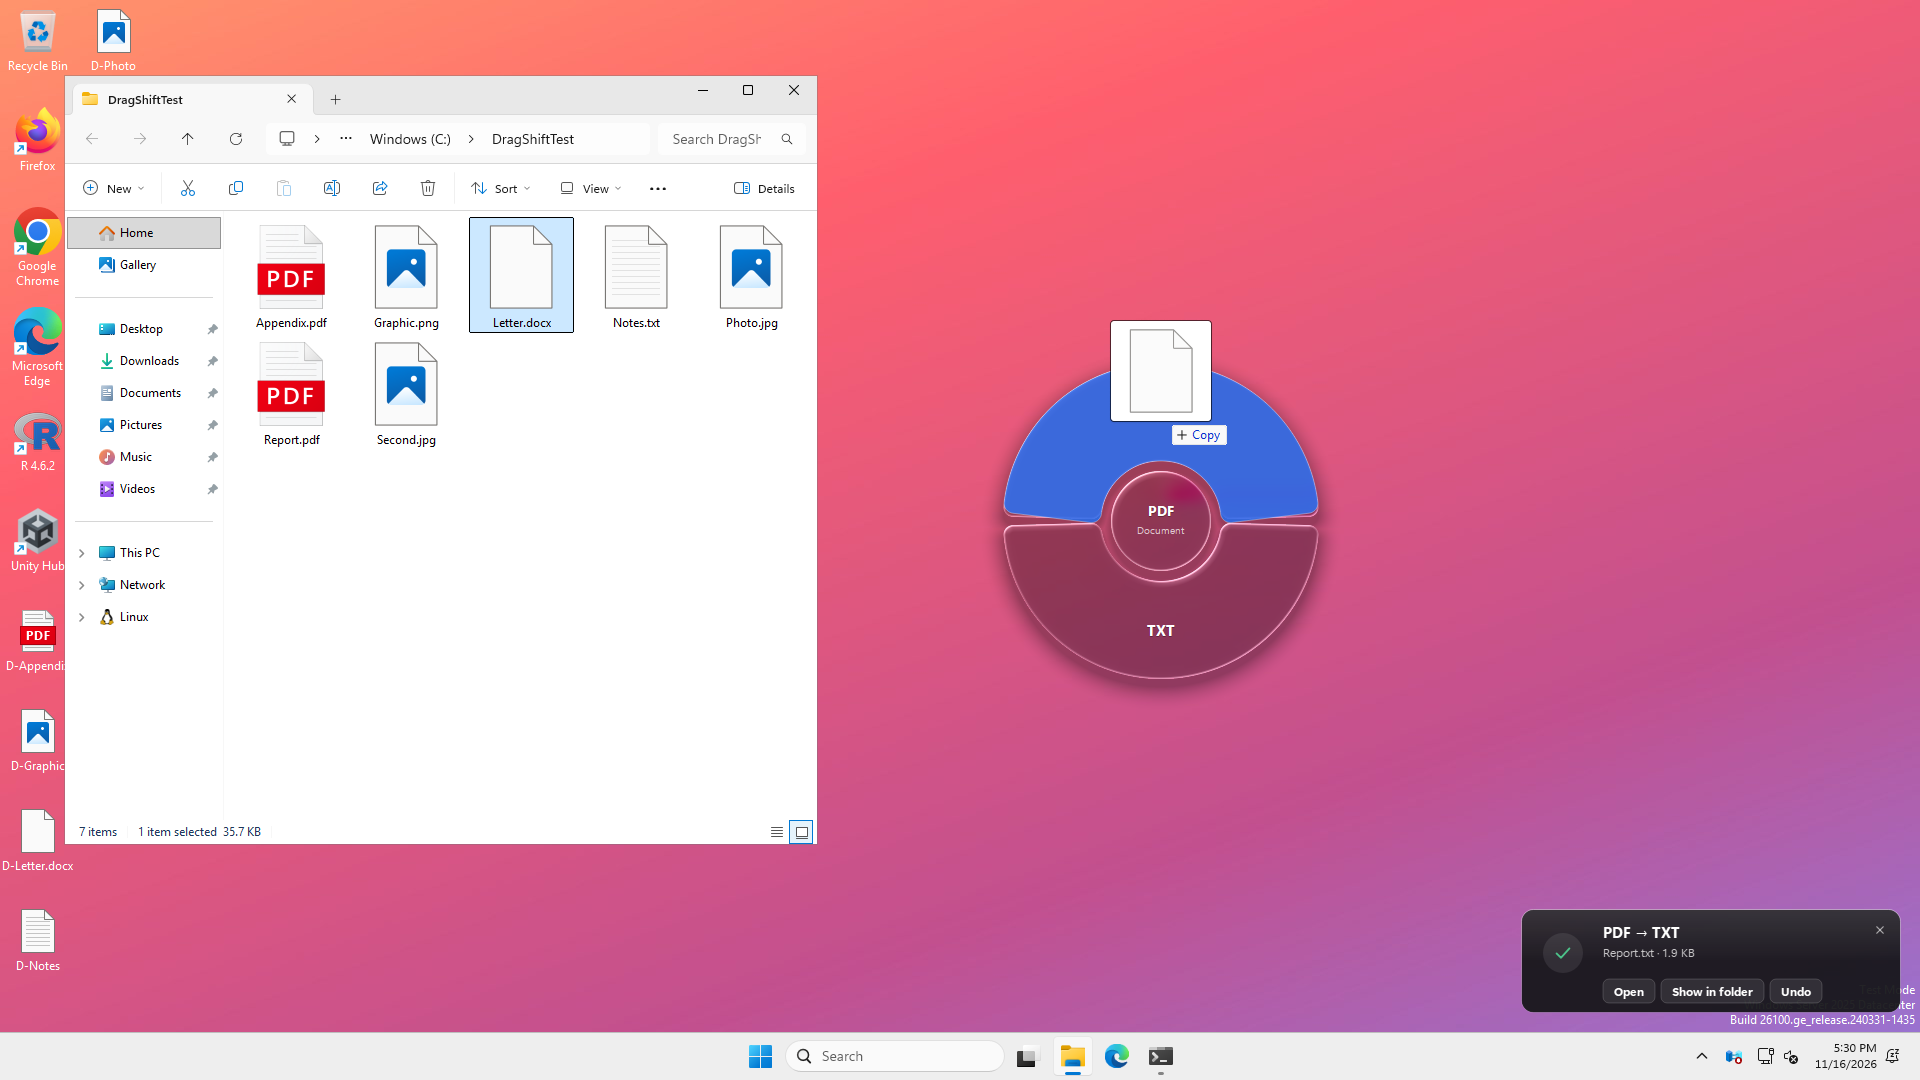 Recycle Bin
D-Photo
Firefox
Google
Chrome
Microsoft
Edge
R 4.6.2
Unity Hub
PDF
D-Appendi
D-Graphic
D-Letter.docx
D-Notes
DragShiftTest
Windows (C:)
DragShiftTest
Search DragSh
New
Sort
View
Details
Home
Gallery
Desktop
Downloads
Documents
Pictures
Music
Videos
This PC
Network
Linux
PDF
Appendix.pdf
Graphic.png
Letter.docx
Notes.txt
Photo.jpg
PDF
Report.pdf
Second.jpg
7 items
1 item selected 35.7 KB
+ Copy
PDF
Document
TXT
PDF → TXT
Report.txt · 1.9 KB
Open
Show in folder
Undo
Build 26100.ge_release.240331-1435
Search
5:30 PM
11/16/2026